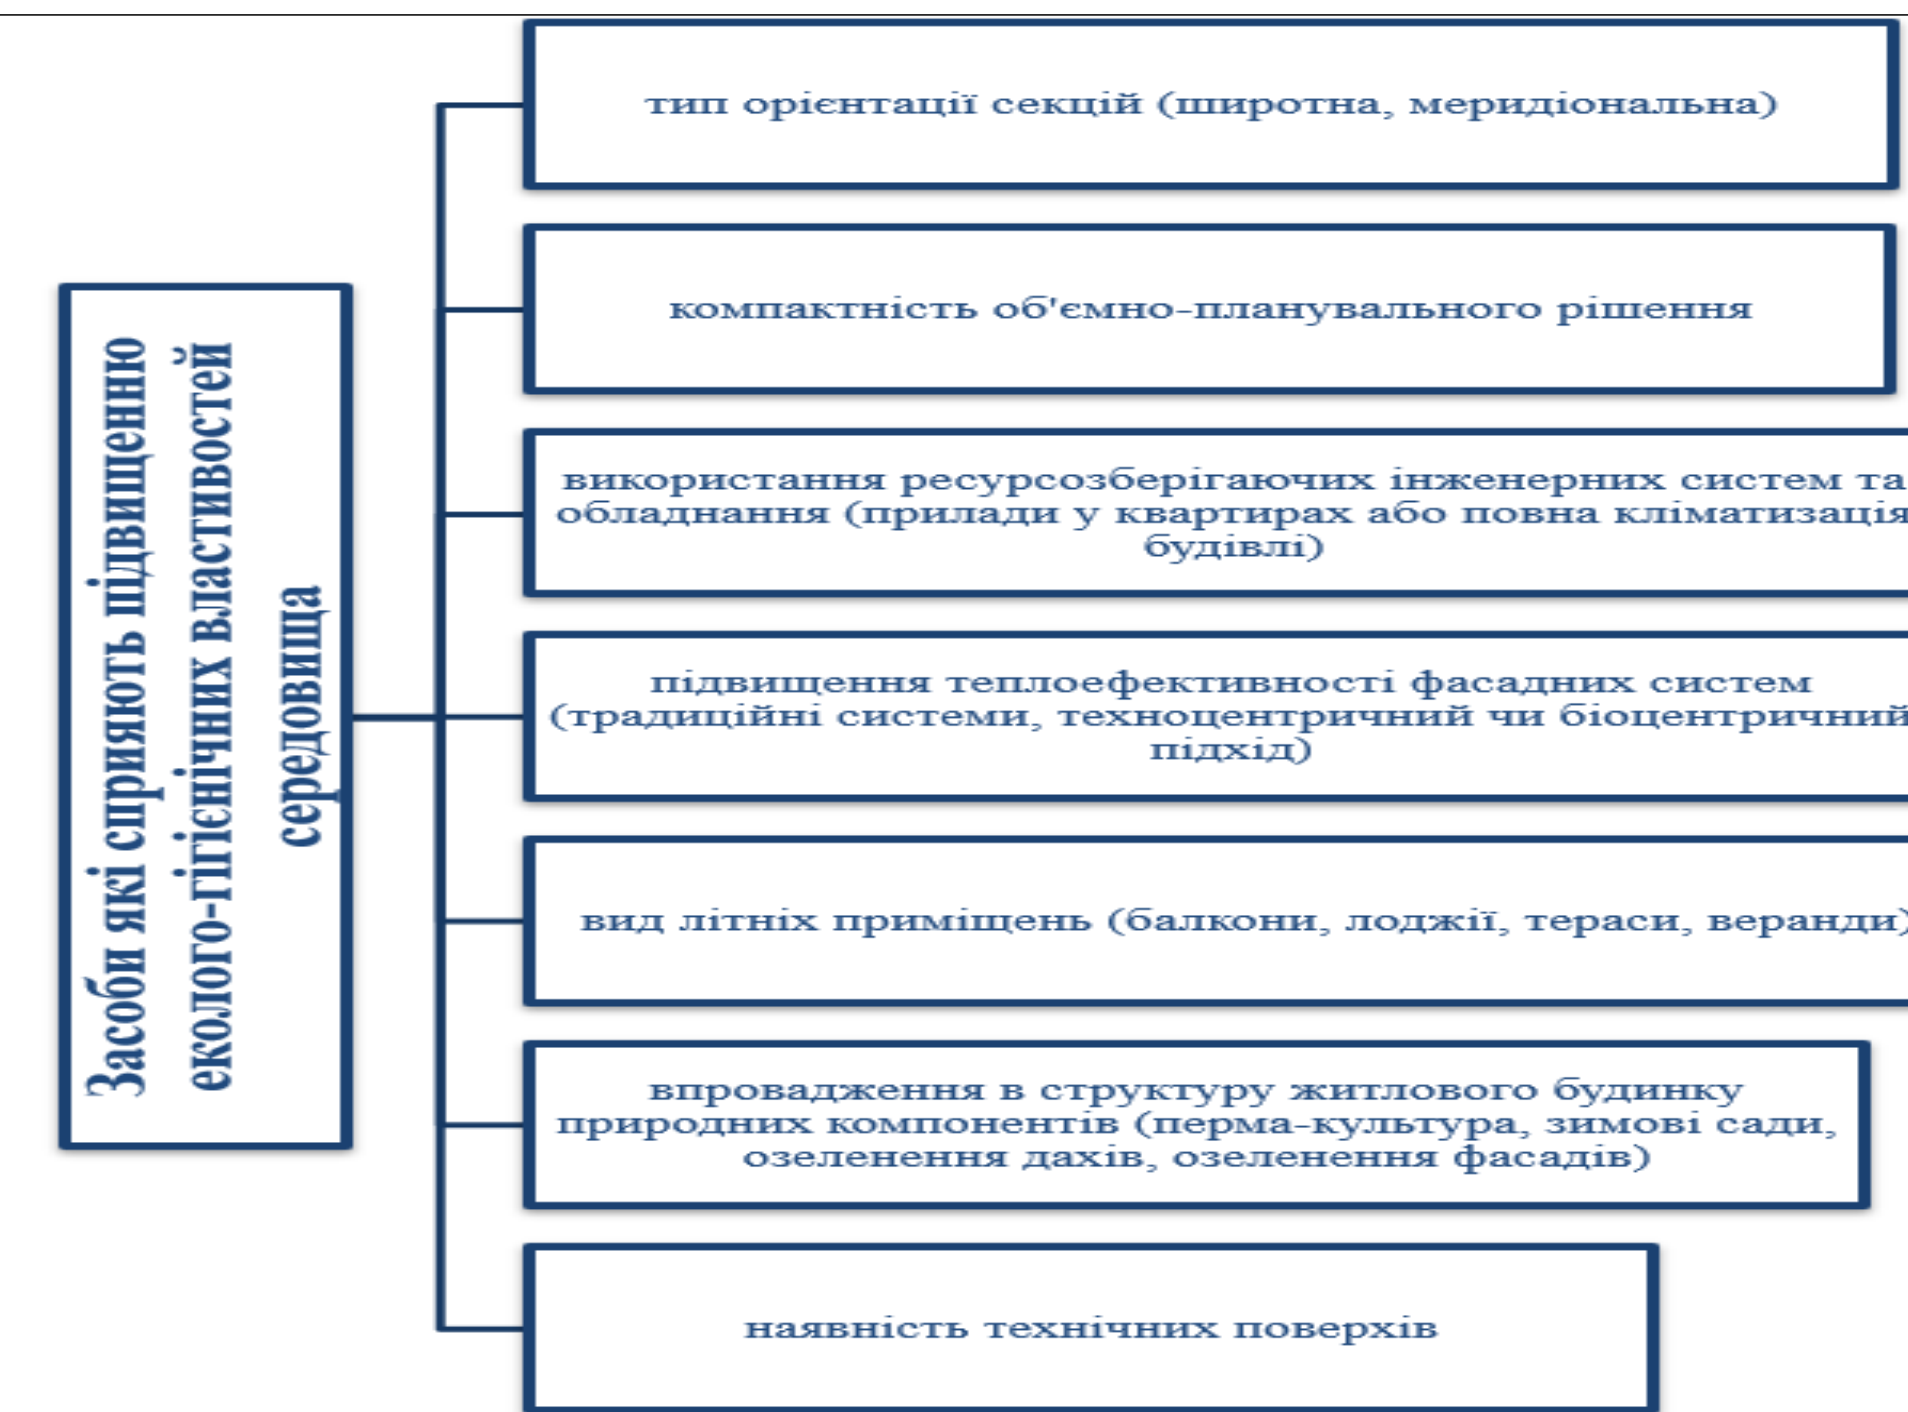 Засоби які сприяють підвищенню
еколого-гігієнічних властивостей
середовища
тип орієнтації секцій (широтна, меридіональна)
компактність об'ємно-планувального рішення
використання ресурсозберігаючих інженерних систем та
обладнання (прилади у квартирах або повна кліматизація
будівлі)
підвищення теплоефективності фасадних систем
(традиційні системи, техноцентричний чи біоцентричний
підхід)
вид літніх приміщень (балкони, лоджії, тераси, веранди)
впровадження в структуру житлового будинку
природних компонентів (перма-культура, зимові сади,
озеленення дахів, озеленення фасадів)
наявність технічних поверхів